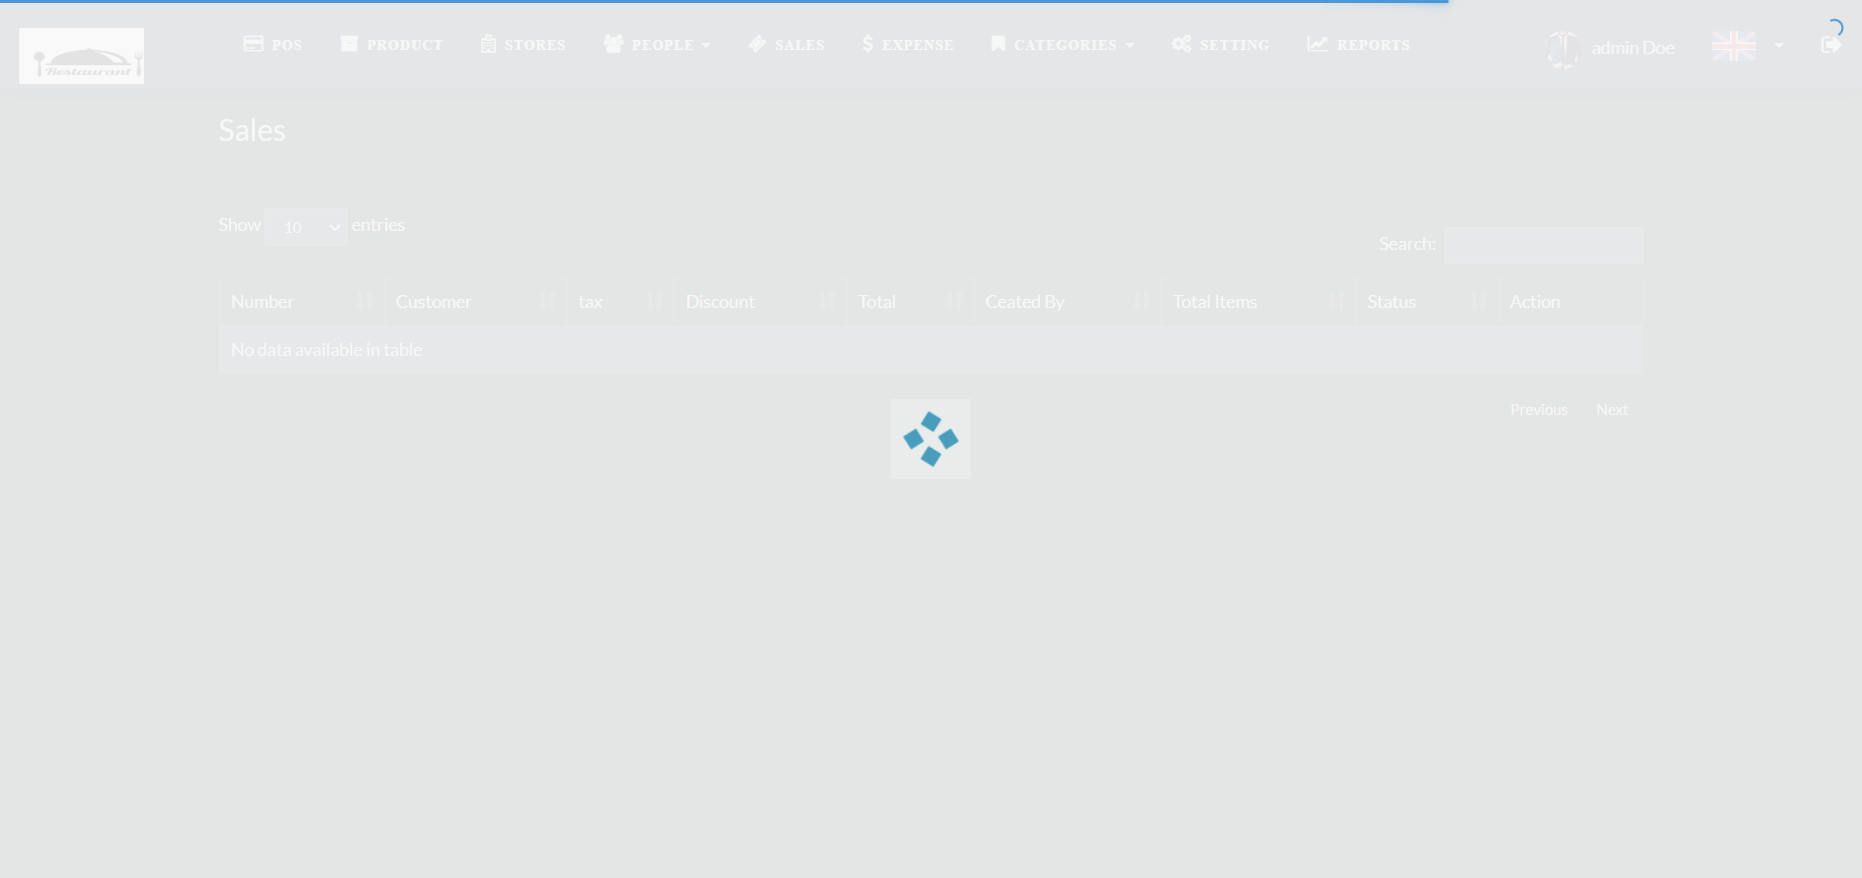 Restaurant
POS PRODUCT STORES PEOPLE SALES EXPENSE CATEGORIES SETTING REPORTS admin Doe
Sales
Show 10 entries
Search:
Number Customer tax Discount Total Ceated By Total Items Status Action
No data available in table
Previous Next